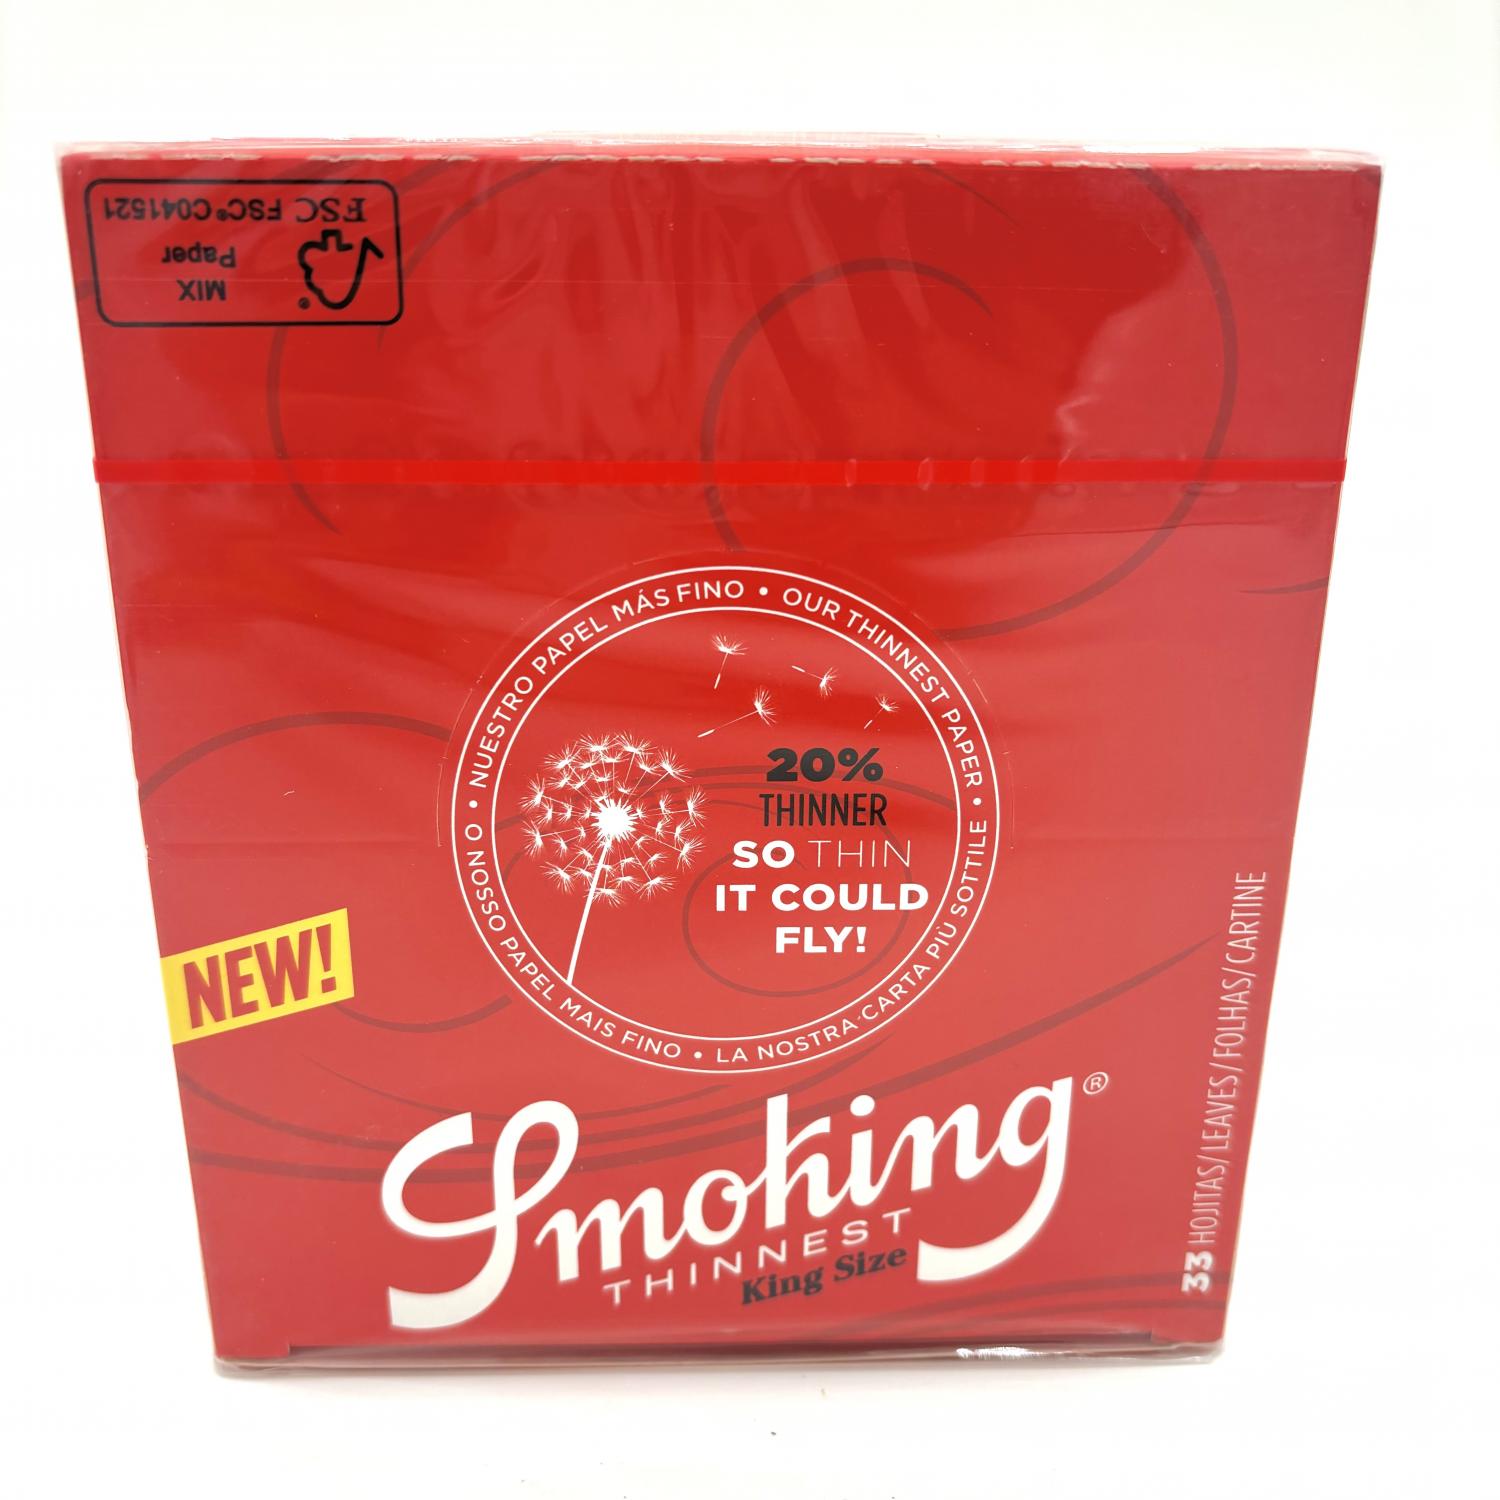 MIX
Paper
FSC FSC® C041521
• NUESTRO PAPEL MÁS FINO • OUR THINNEST PAPER • LA NOSTRA CARTA PIÙ SOTTILE • O NOSSO PAPEL MAIS FINO
20%
THINNER
SO THIN
IT COULD
FLY!
NEW!
Smoking®
THINNEST
King Size
33 HOJITAS/LEAVES/FOLHAS/CARTINE